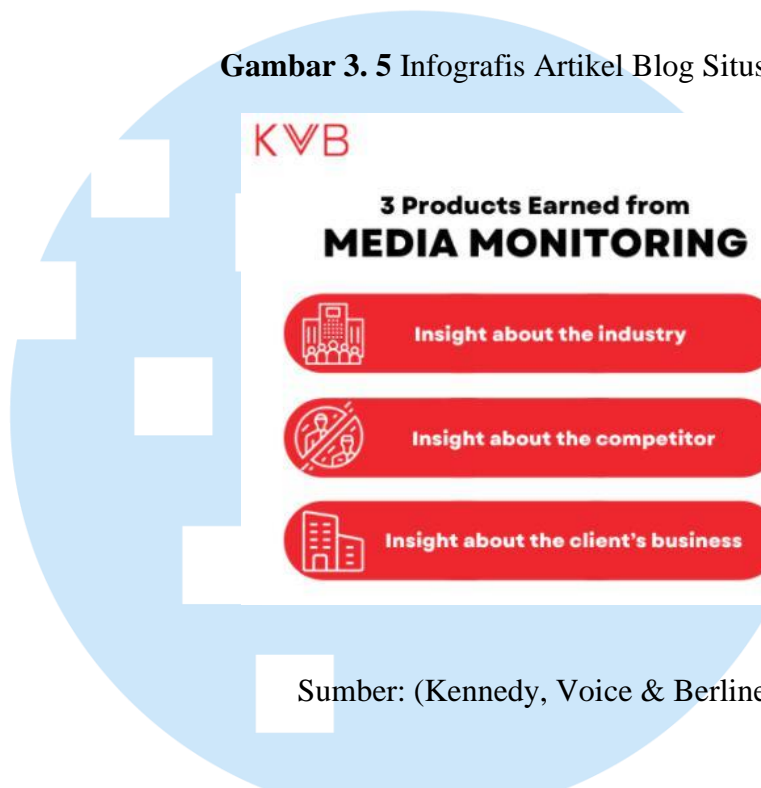 Gambar 3. 5 Infografis Artikel Blog Situs
KVB
3 Products Earned from
MEDIA MONITORING
Insight about the industry
Insight about the competitor
Insight about the client's business
Sumber: (Kennedy, Voice & Berline